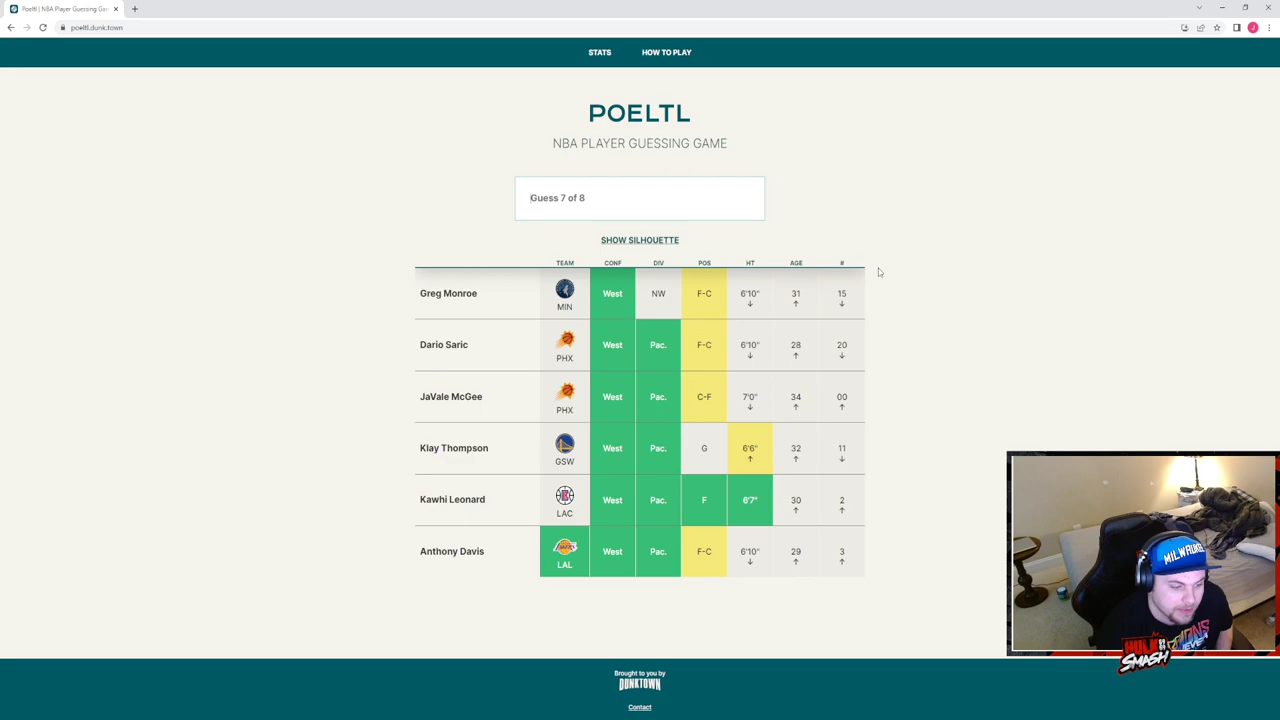 Poeltl | NBA Player Guessing Gam
poeltl.dunk.town
STATS HOW TO PLAY
POELTL
NBA PLAYER GUESSING GAME
Guess 7 of 8
SHOW SILHOUETTE
TEAM CONF DIV POS HT AGE #
Greg Monroe MIN West NW F-C 6'10" ↓ 31 ↑ 15 ↓
Dario Saric PHX West Pac. F-C 6'10" ↓ 28 ↑ 20 ↓
JaVale McGee PHX West Pac. C-F 7'0" ↓ 34 ↑ 00 ↑
Klay Thompson GSW West Pac. G 6'6" ↑ 32 ↑ 11 ↓
Kawhi Leonard LAC West Pac. F 6'7" 30 ↑ 2 ↑
Anthony Davis LAL West Pac. F-C 6'10" ↓ 29 ↑ 3 ↑
MILWAUKEE
HULK
SMASH
Brought to you by
DUNKTOWN
Contact